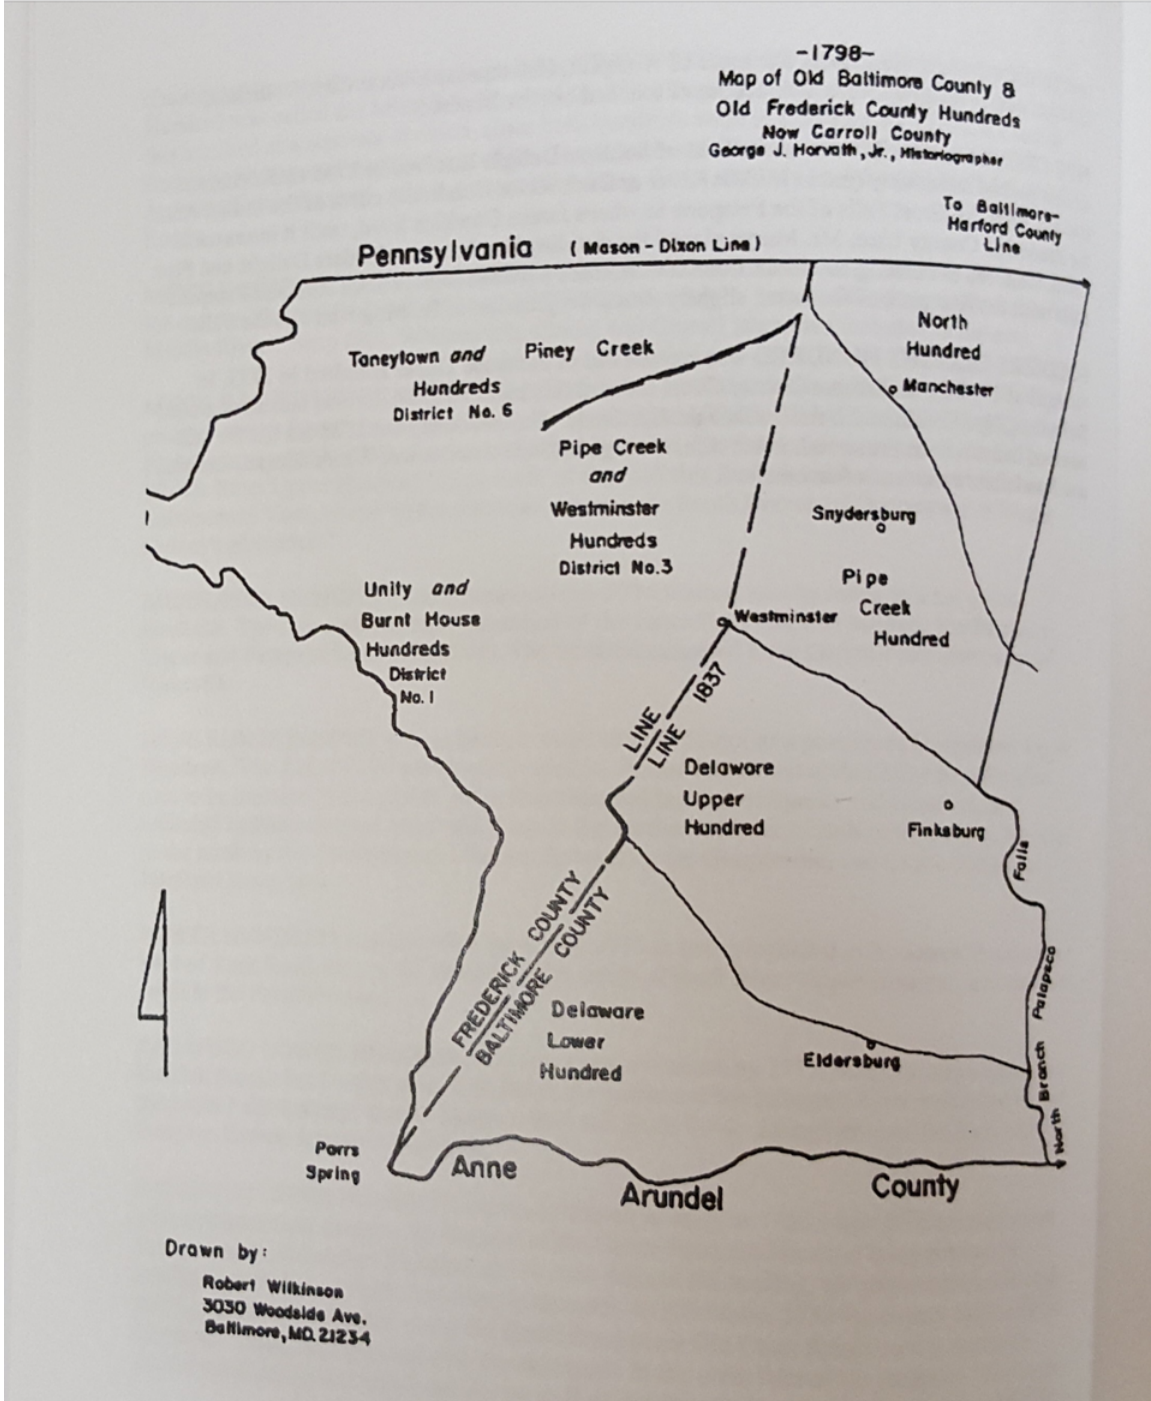 -1798-
Map of Old Baltimore County &
Old Frederick County Hundreds
Now Carroll County
George J. Horvath, Jr., Historiographer
To Baltimore-
Harford County
Line
Pennsylvania (Mason - Dixon Line)
North
Hundred
Manchester
Taneytown and Piney Creek
Hundreds
District No. 6
Pipe Creek
and
Westminster
Hundreds
District No. 3
Snydersburg
Pipe
Creek
Hundred
Unity and
Burnt House
Hundreds
District
No. 1
Westminster
LINE
LINE 1837
Delaware
Upper
Hundred
Finksburg
FREDERICK COUNTY
BALTIMORE COUNTY
Delaware
Lower
Hundred
Eldersburg
North Branch Patapsco Falls
Parrs
Spring
Anne
Arundel
County
Drawn by:
Robert Wilkinson
3030 Woodside Ave.
Baltimore, MD. 21234